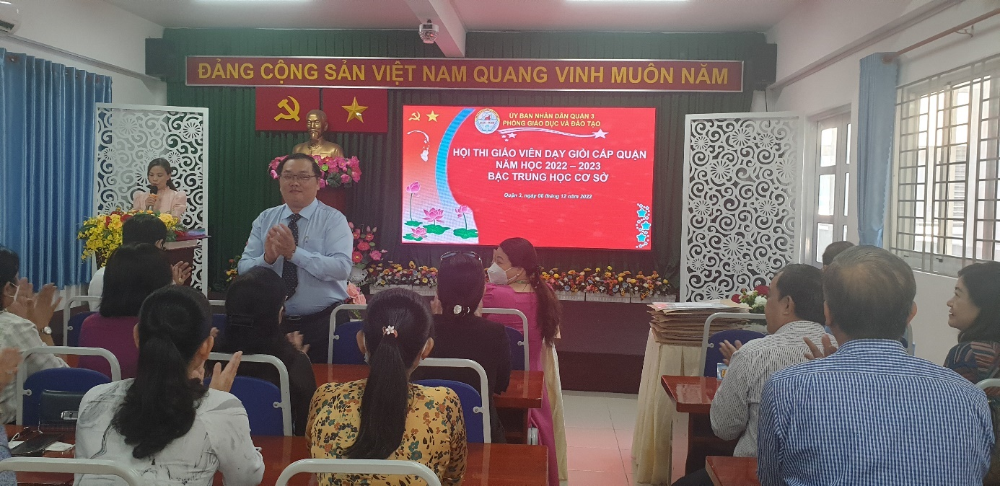 ĐẢNG CỘNG SẢN VIỆT NAM QUANG VINH MUÔN NĂM
ỦY BAN NHÂN DÂN QUẬN 3
PHÒNG GIÁO DỤC VÀ ĐÀO TẠO
HỘI THI GIÁO VIÊN DẠY GIỎI CẤP QUẬN
NĂM HỌC 2022 – 2023
BẬC TRUNG HỌC CƠ SỞ
Quận 3, ngày 06 tháng 12 năm 2022